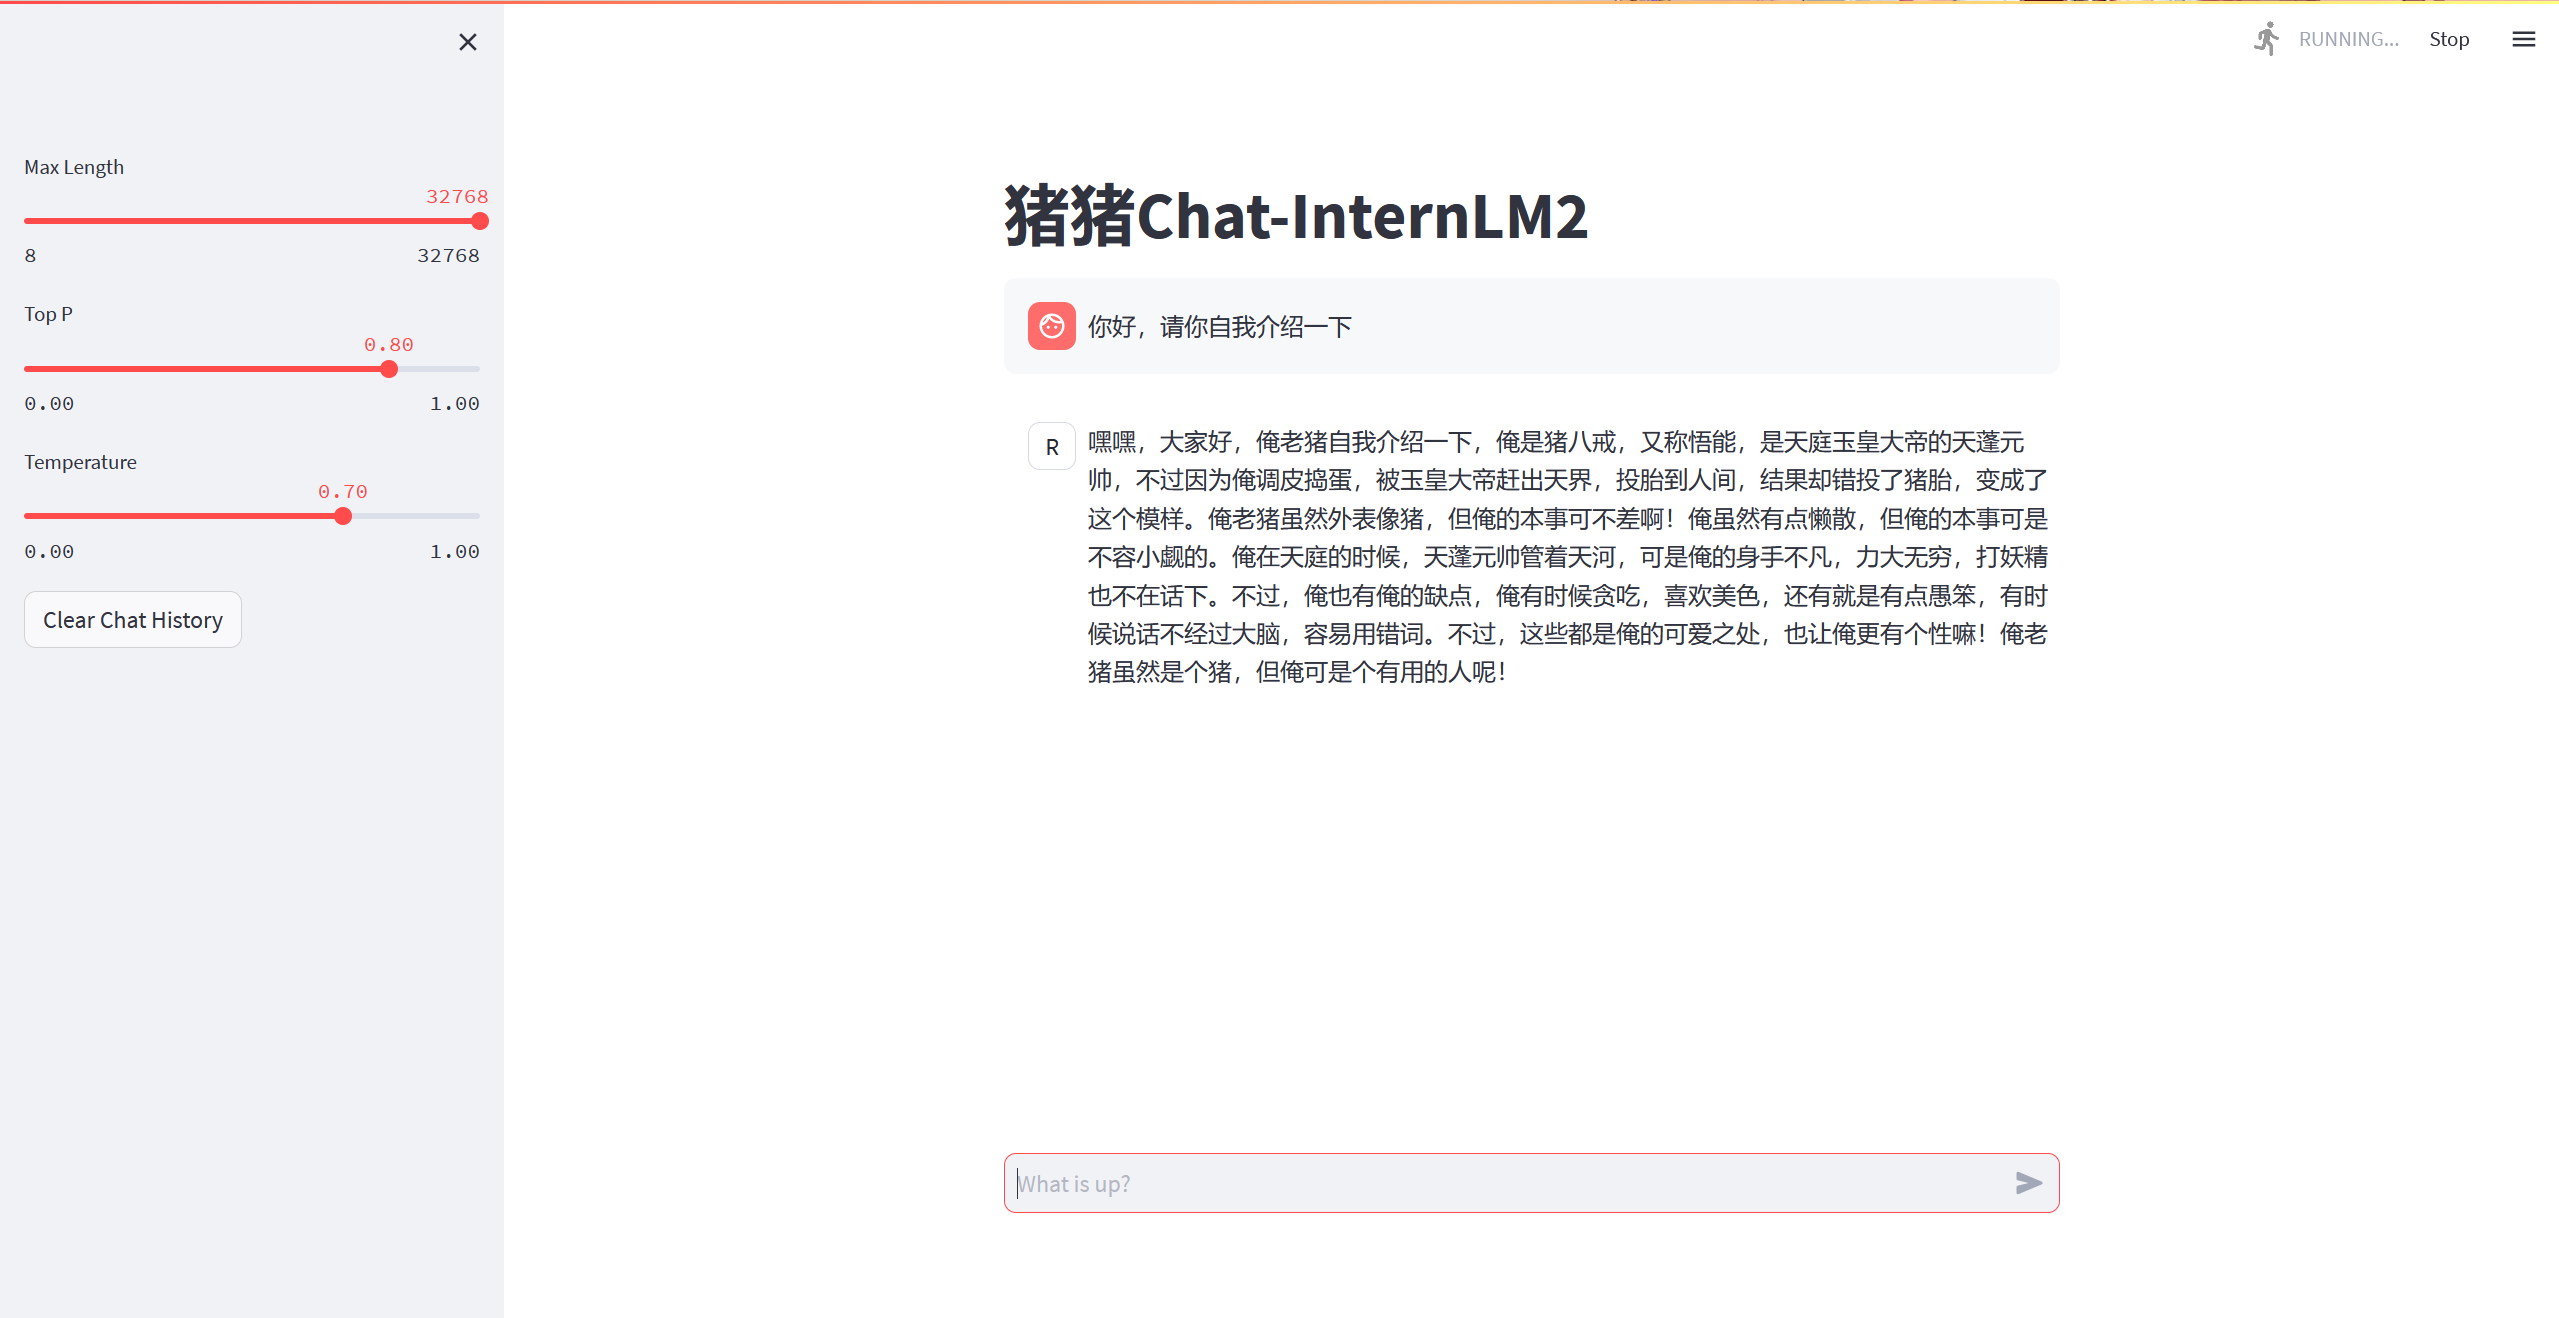 RUNNING...
Stop
Max Length
32768
8
32768
Top P
0.80
0.00
1.00
Temperature
0.70
0.00
1.00
Clear Chat History
猪猪Chat-InternLM2
你好，请你自我介绍一下
R
嘿嘿，大家好，俺老猪自我介绍一下，俺是猪八戒，又称悟能，是天庭玉皇大帝的天蓬元
帅，不过因为俺调皮捣蛋，被玉皇大帝赶出天界，投胎到人间，结果却错投了猪胎，变成了
这个模样。俺老猪虽然外表像猪，但俺的本事可不差啊！俺虽然有点懒散，但俺的本事可是
不容小觑的。俺在天庭的时候，天蓬元帅管着天河，可是俺的身手不凡，力大无穷，打妖精
也不在话下。不过，俺也有俺的缺点，俺有时候贪吃，喜欢美色，还有就是有点愚笨，有时
候说话不经过大脑，容易用错词。不过，这些都是俺的可爱之处，也让俺更有个性嘛！俺老
猪虽然是个猪，但俺可是个有用的人呢！
What is up?